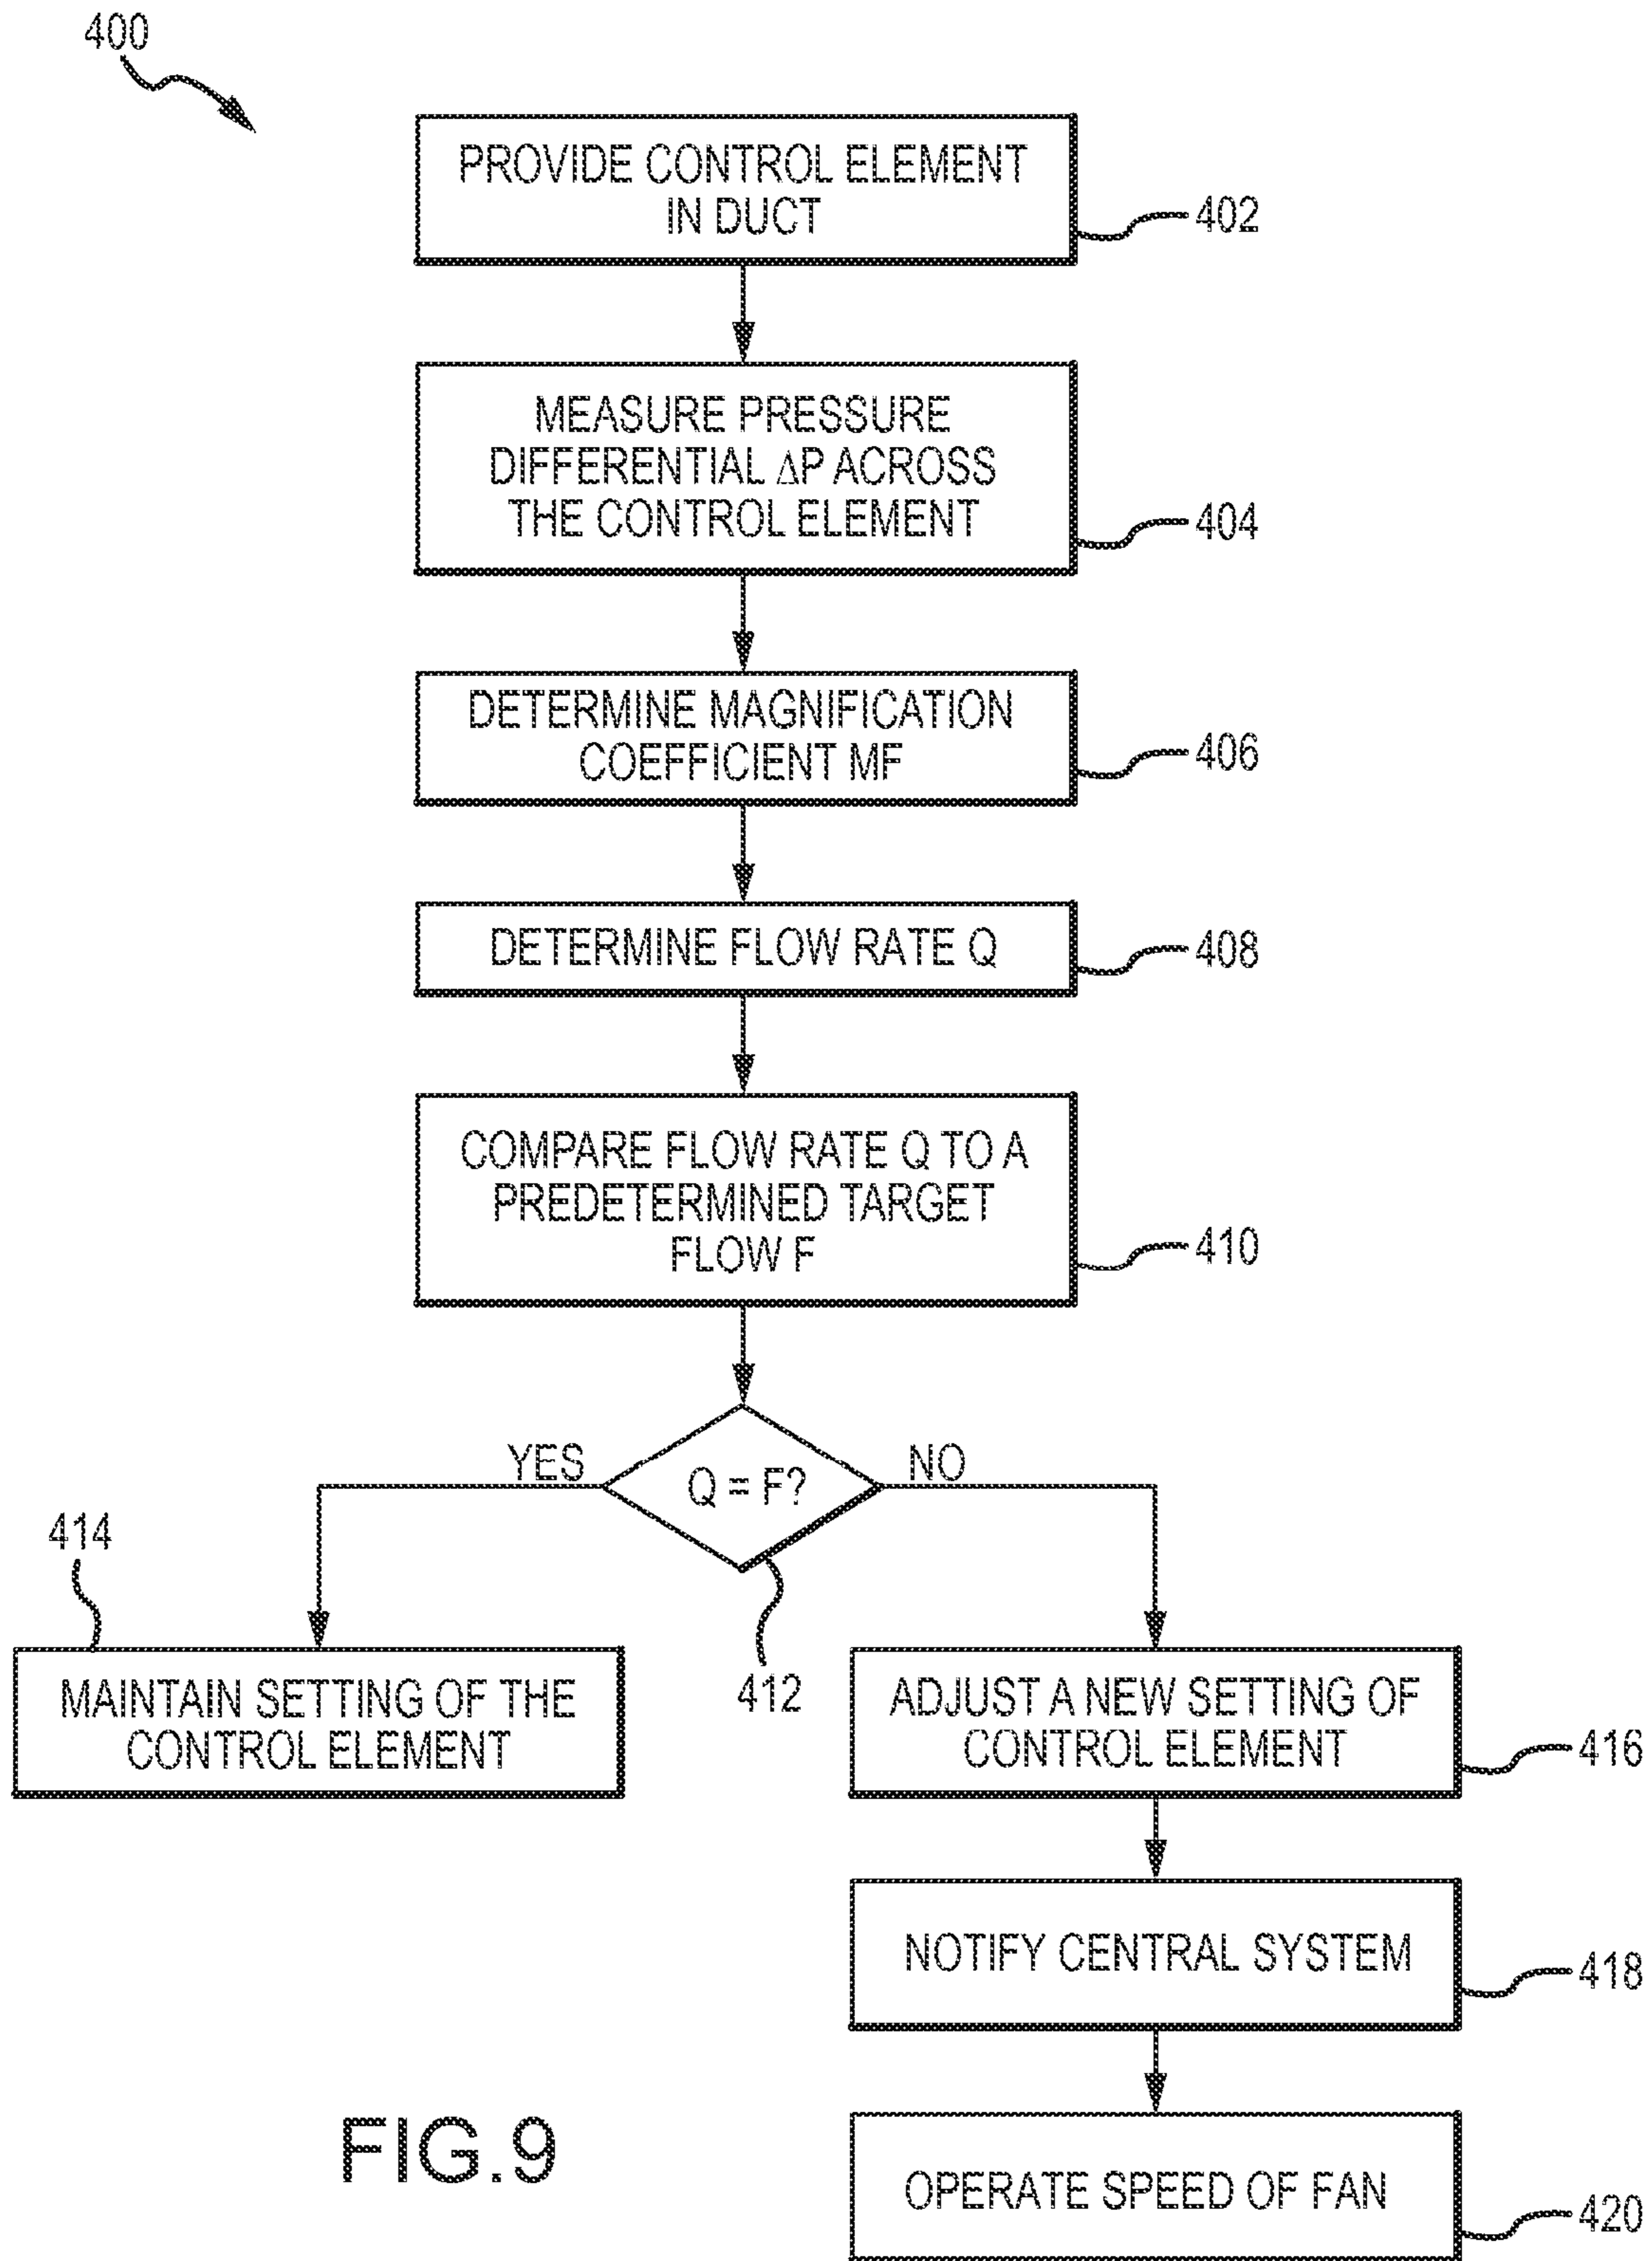 400
PROVIDE CONTROL ELEMENT
IN DUCT
402
MEASURE PRESSURE
DIFFERENTIAL ΔP ACROSS
THE CONTROL ELEMENT
404
DETERMINE MAGNIFICATION
COEFFICIENT MF
406
DETERMINE FLOW RATE Q
408
COMPARE FLOW RATE Q TO A
PREDETERMINED TARGET
FLOW F
410
YES
Q = F?
NO
412
414
MAINTAIN SETTING OF THE
CONTROL ELEMENT
ADJUST A NEW SETTING OF
CONTROL ELEMENT
416
NOTIFY CENTRAL SYSTEM
418
OPERATE SPEED OF FAN
420
FIG.9